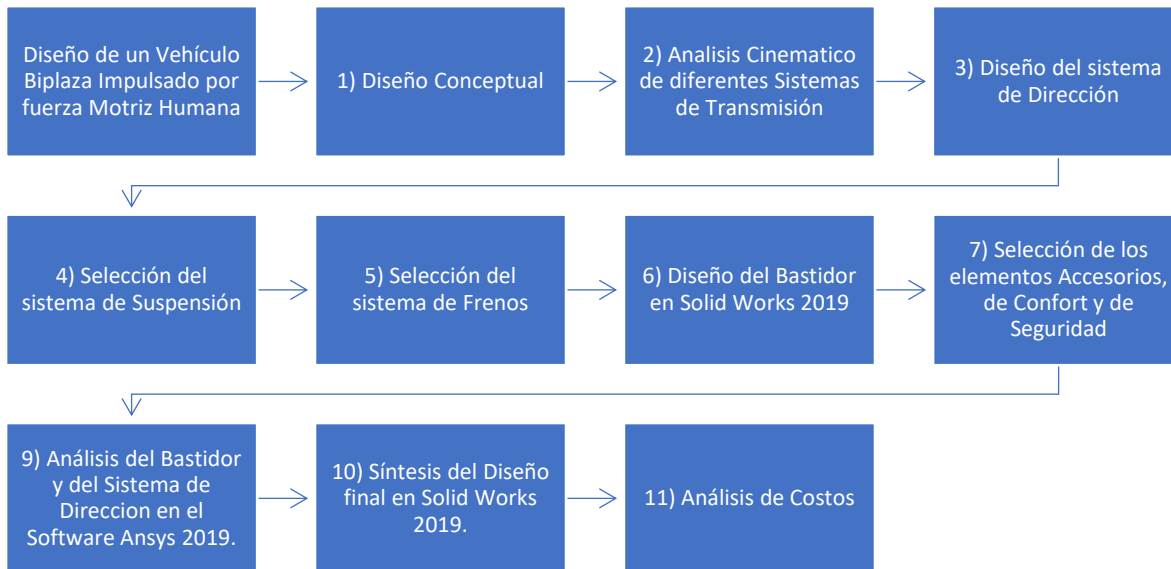 Diseño de un Vehículo
Biplaza Impulsado por
fuerza Motriz Humana
1) Diseño Conceptual
2) Analisis Cinematico
de diferentes Sistemas
de Transmisión
3) Diseño del sistema
de Dirección
4) Selección del
sistema de Suspensión
5) Selección del
sistema de Frenos
6) Diseño del Bastidor
en Solid Works 2019
7) Selección de los
elementos Accesorios,
de Confort y de
Seguridad
9) Análisis del Bastidor
y del Sistema de
Direccion en el
Software Ansys 2019.
10) Síntesis del Diseño
final en Solid Works
2019.
11) Análisis de Costos